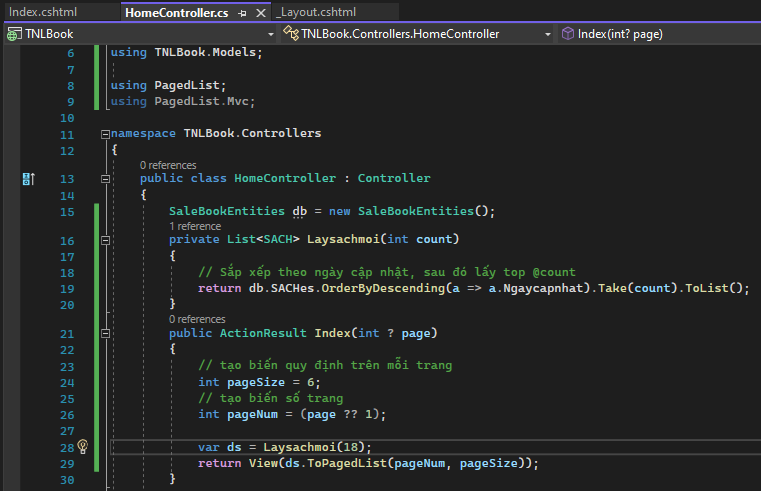 Index.cshtml HomeController.cs _Layout.cshtml
TNLBook TNLBook.Controllers.HomeController Index(int? page)
6 using TNLBook.Models;
7
8 using PagedList;
9 using PagedList.Mvc;
10
11 namespace TNLBook.Controllers
12 {
0 references
13 public class HomeController : Controller
14 {
15 SaleBookEntities db = new SaleBookEntities();
1 reference
16 private List<SACH> Laysachmoi(int count)
17 {
18 // Sắp xếp theo ngày cập nhật, sau đó lấy top @count
19 return db.SACHes.OrderByDescending(a => a.Ngaycapnhat).Take(count).ToList();
20 }
0 references
21 public ActionResult Index(int ? page)
22 {
23 // tạo biến quy định trên mỗi trang
24 int pageSize = 6;
25 // tạo biến số trang
26 int pageNum = (page ?? 1);
27
28 var ds = Laysachmoi(18);
29 return View(ds.ToPagedList(pageNum, pageSize));
30 }